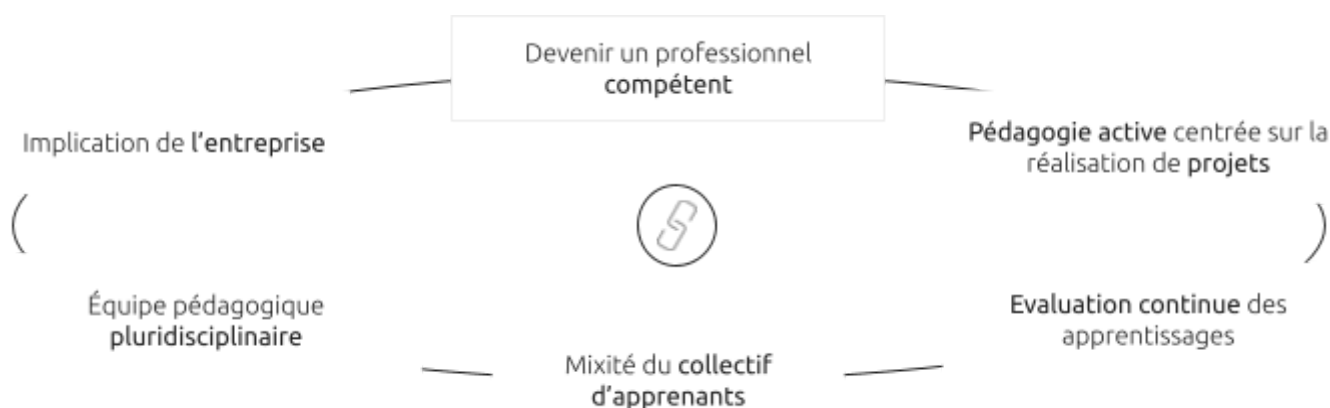 Devenir un professionnel
compétent
Implication de l'entreprise
Pédagogie active centrée sur la
réalisation de projets
Équipe pédagogique
pluridisciplinaire
Evaluation continue des
apprentissages
Mixité du collectif
d'apprenants